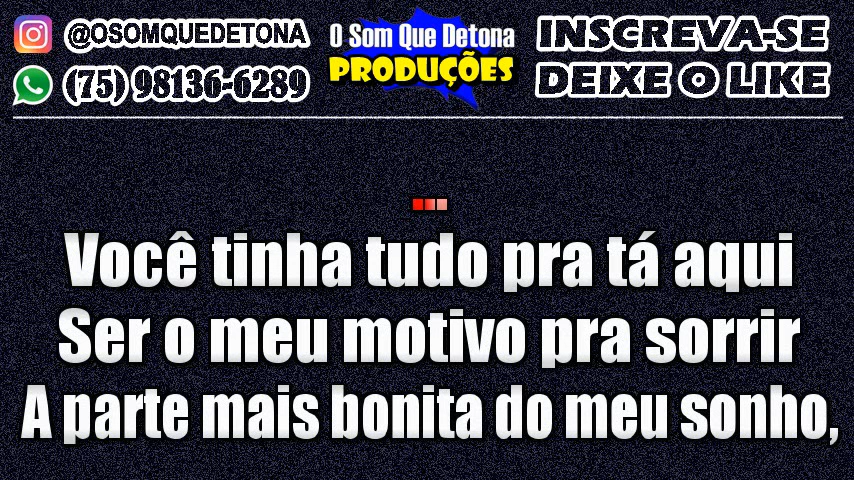 @OSOMQUEDETONA
(75) 98136-6289
O Som Que Detona
PRODUÇÕES
INSCREVA-SE
DEIXE O LIKE
Você tinha tudo pra tá aqui
Ser o meu motivo pra sorrir
A parte mais bonita do meu sonho,